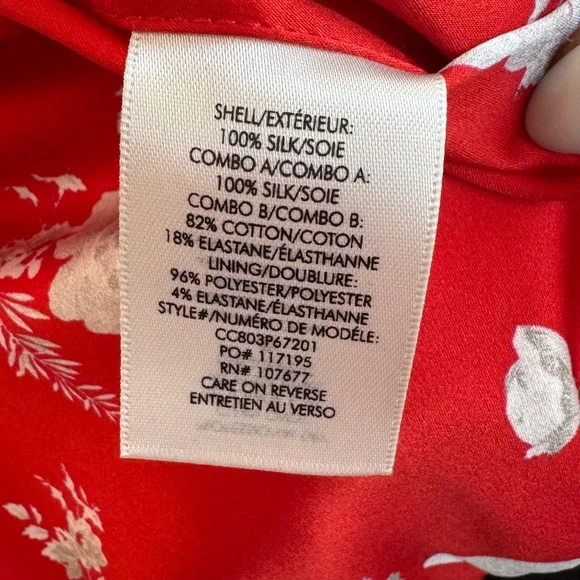 SHELL/EXTÉRIEUR:
100% SILK/SOIE
COMBO A/COMBO A:
100% SILK/SOIE
COMBO B/COMBO B:
82% COTTON/COTON
18% ELASTANE/ÉLASTHANNE
LINING/DOUBLURE:
96% POLYESTER/POLYESTER
4% ELASTANE/ÉLASTHANNE
STYLE#/NUMÉRO DE MODÉLE:
CC803P67201
PO# 117195
RN# 107677
CARE ON REVERSE
ENTRETIEN AU VERSO